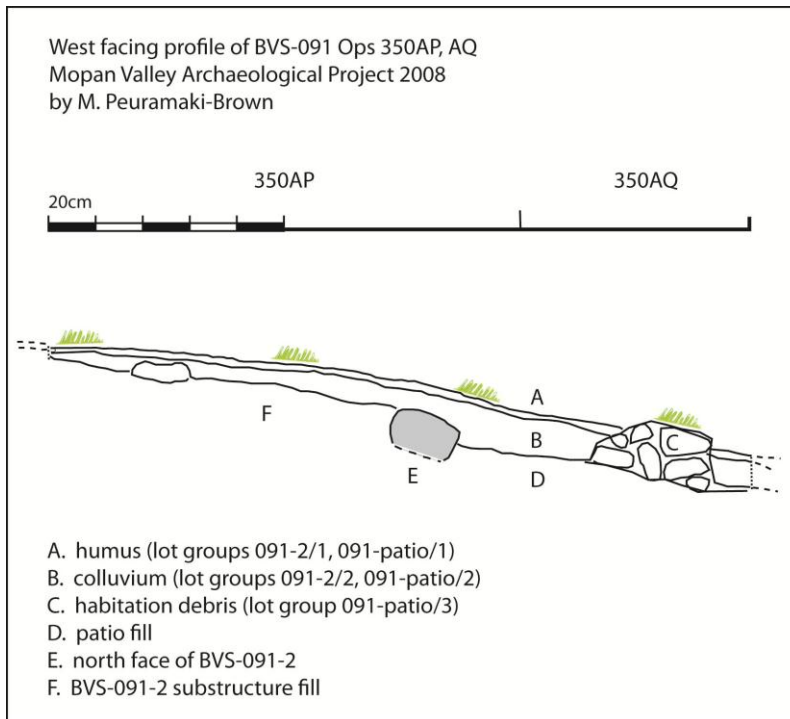 West facing profile of BVS-091 Ops 350AP, AQ
Mopan Valley Archaeological Project 2008
by M. Peuramaki-Brown
350AP 350AQ
20cm
A
F
B
C
E
D
A. humus (lot groups 091-2/1, 091-patio/1)
B. colluvium (lot groups 091-2/2, 091-patio/2)
C. habitation debris (lot group 091-patio/3)
D. patio fill
E. north face of BVS-091-2
F. BVS-091-2 substructure fill